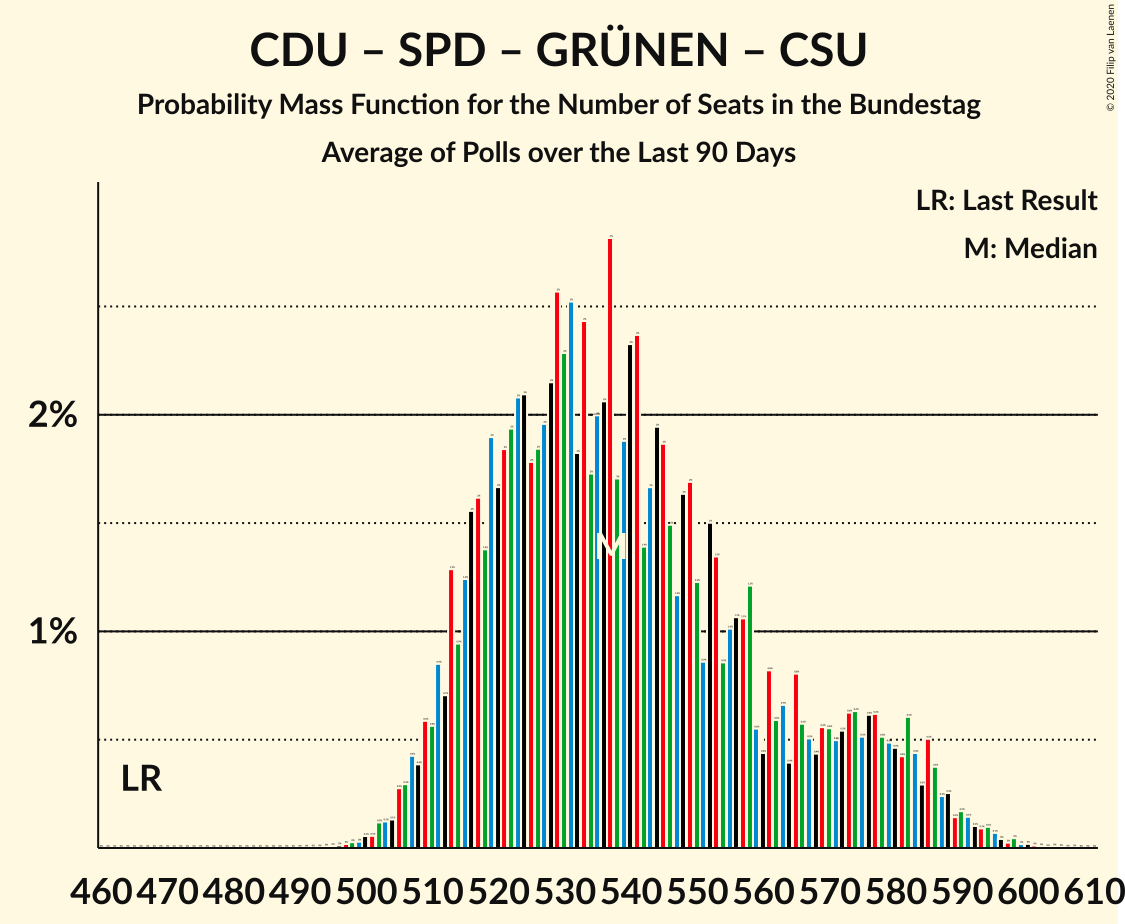 CDU – SPD – GRÜNEN – CSU
Probability Mass Function for the Number of Seats in the Bundestag
Average of Polls over the Last 90 Days
© 2020 Filip van Laenen
LR: Last Result
M: Median
2%
1%
M
LR
460 470 480 490 500 510 520 530 540 550 560 570 580 590 600 610